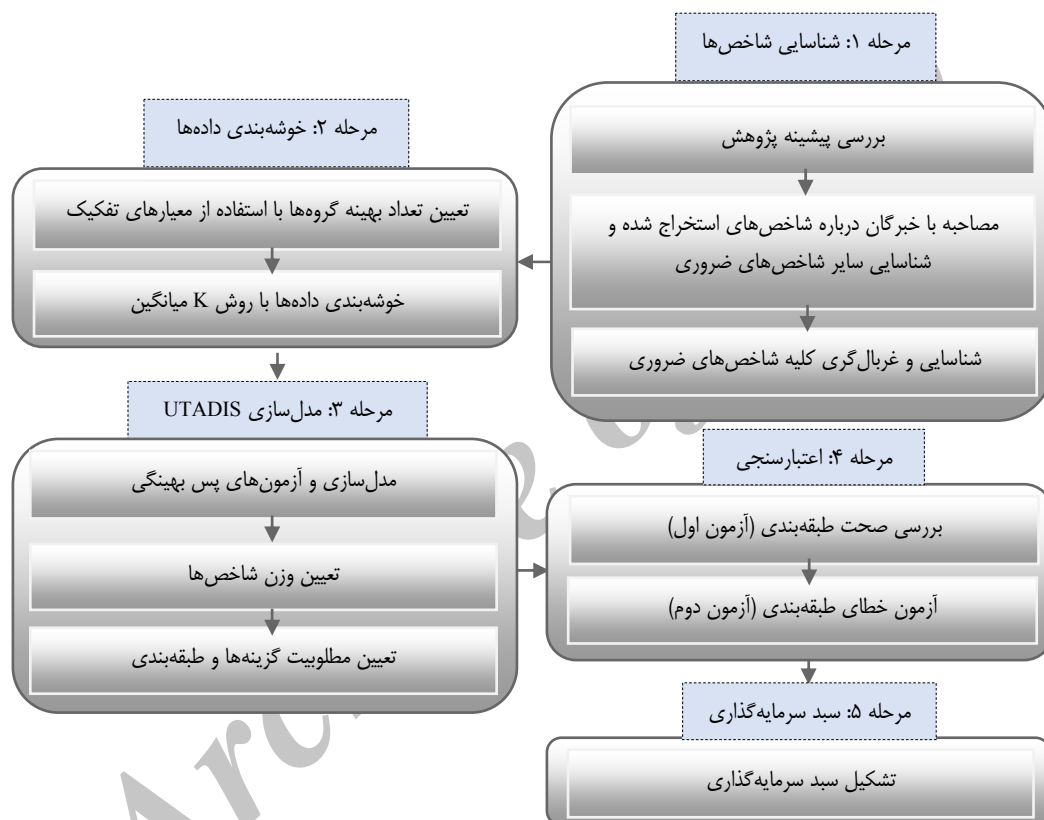 مرحله ۱: شناسایی شاخص‌ها
بررسی پیشینه پژوهش
مصاحبه با خبرگان درباره شاخص‌های استخراج شده و
شناسایی سایر شاخص‌های ضروری
شناسایی و غربال‌گری کلیه شاخص‌های ضروری
مرحله ۲: خوشه‌بندی داده‌ها
تعیین تعداد بهینه گروه‌ها با استفاده از معیارهای تفکیک
خوشه‌بندی داده‌ها با روش K میانگین
مرحله ۳: مدل‌سازی UTADIS
مدل‌سازی و آزمون‌های پس بهینگی
تعیین وزن شاخص‌ها
تعیین مطلوبیت گزینه‌ها و طبقه‌بندی
مرحله ۴: اعتبارسنجی
بررسی صحت طبقه‌بندی (آزمون اول)
آزمون خطای طبقه‌بندی (آزمون دوم)
مرحله ۵: سبد سرمایه‌گذاری
تشکیل سبد سرمایه‌گذاری